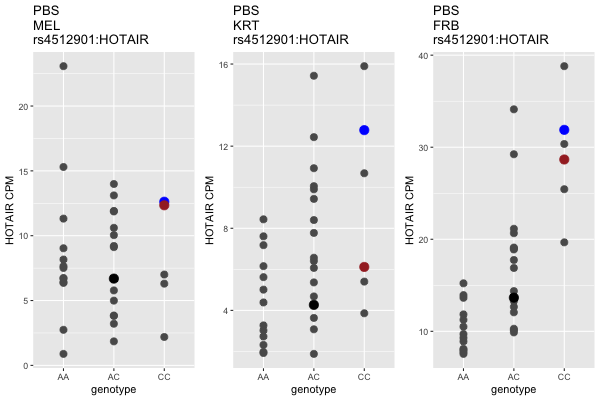 PBS
MEL
rs4512901:HOTAIR
HOTAIR CPM
20
15
10
5
0
AA
AC
CC
genotype
PBS
KRT
rs4512901:HOTAIR
HOTAIR CPM
16
12
8
4
AA
AC
CC
genotype
PBS
FRB
rs4512901:HOTAIR
HOTAIR CPM
40
30
20
10
AA
AC
CC
genotype